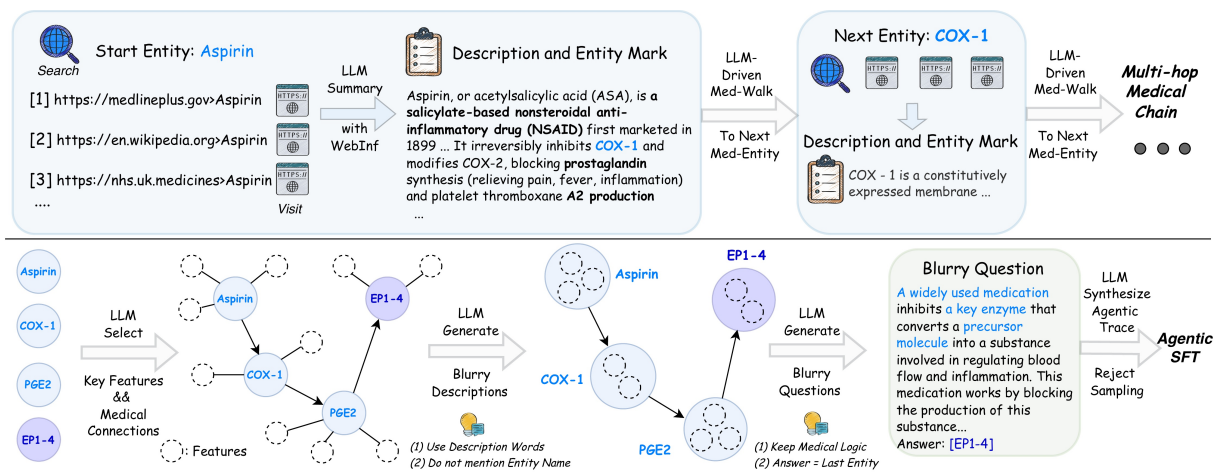 Start Entity: Aspirin
Search
[1] https://medlineplus.gov>Aspirin
[2] https://en.wikipedia.org>Aspirin
[3] https://nhs.uk.medicines>Aspirin
....
HTTPS://
HTTPS://
HTTPS://
Visit
LLM
Summary
with
WebInf
Description and Entity Mark
Aspirin, or acetylsalicylic acid (ASA), is a
salicylate-based nonsteroidal anti-
inflammatory drug (NSAID) first marketed in
1899 ... It irreversibly inhibits COX-1 and
modifies COX-2, blocking prostaglandin
synthesis (relieving pain, fever, inflammation)
and platelet thromboxane A2 production
...
LLM-
Driven
Med-Walk
To Next
Med-Entity
Next Entity: COX-1
HTTPS://
HTTPS://
HTTPS://
Description and Entity Mark
COX - 1 is a constitutively
expressed membrane ...
LLM-
Driven
Med-Walk
To Next
Med-Entity
Multi-hop
Medical
Chain
Aspirin
COX-1
PGE2
EP1-4
LLM
Select
Key Features
&&
Medical
Connections
Aspirin
COX-1
PGE2
EP1-4
: Features
LLM
Generate
Blurry
Descriptions
(1) Use Description Words
(2) Do not mention Entity Name
Aspirin
COX-1
PGE2
EP1-4
LLM
Generate
Blurry
Questions
(1) Keep Medical Logic
(2) Answer = Last Entity
Blurry Question
A widely used medication
inhibits a key enzyme that
converts a precursor
molecule into a substance
involved in regulating blood
flow and inflammation. This
medication works by blocking
the production of this
substance...
Answer: [EP1-4]
LLM
Synthesize
Agentic
Trace
Reject
Sampling
Agentic
SFT